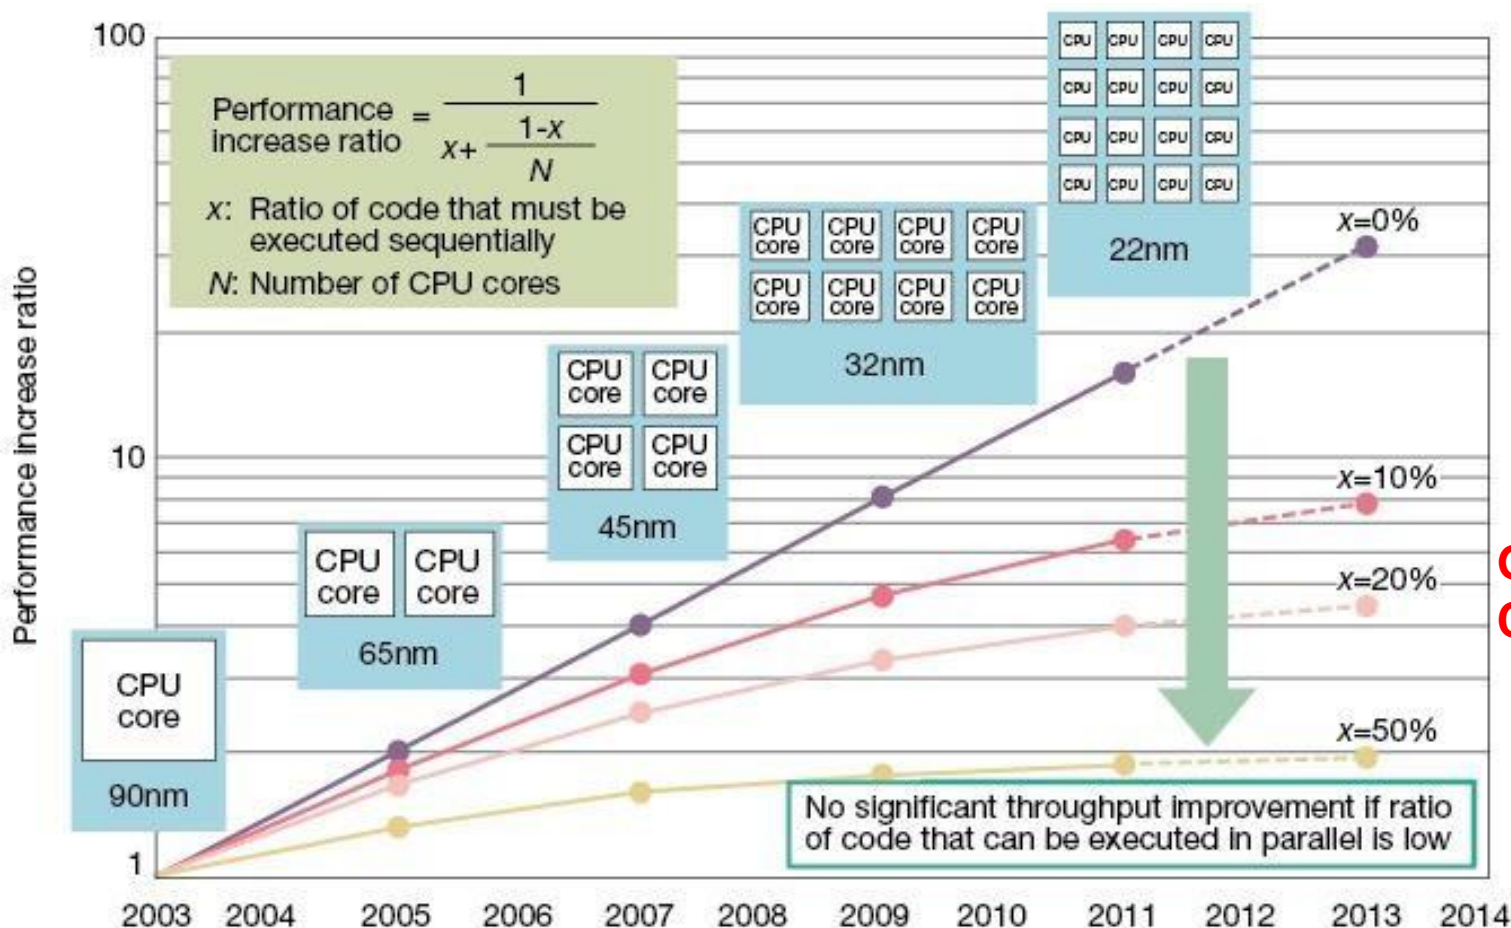 100
10
1
Performance increase ratio
Performance
increase ratio
=
1
x+
1-x
N
x: Ratio of code that must be
executed sequentially
N: Number of CPU cores
CPU
core
90nm
CPU
core
CPU
core
65nm
CPU
core
CPU
core
CPU
core
CPU
core
45nm
CPU
core
CPU
core
CPU
core
CPU
core
CPU
core
CPU
core
CPU
core
CPU
core
32nm
CPU CPU CPU CPU
CPU CPU CPU CPU
CPU CPU CPU CPU
CPU CPU CPU CPU
22nm
x=0%
x=10%
x=20%
x=50%
No significant throughput improvement if ratio
of code that can be executed in parallel is low
2003 2004 2005 2006 2007 2008 2009 2010 2011 2012 2013 2014